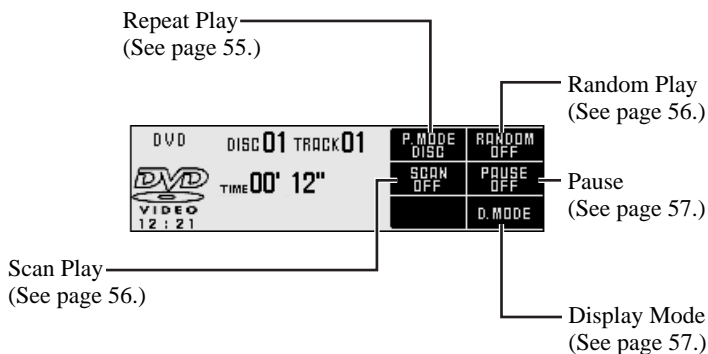 Repeat Play
(See page 55.)
Random Play
(See page 56.)
DVD DISC 01 TRACK 01
P.MODE
DISC
RANDOM
OFF
DVD
VIDEO
TIME 00' 12"
SCAN
OFF
PAUSE
OFF
Pause
(See page 57.)
12:21
D.MODE
Scan Play
(See page 56.)
Display Mode
(See page 57.)